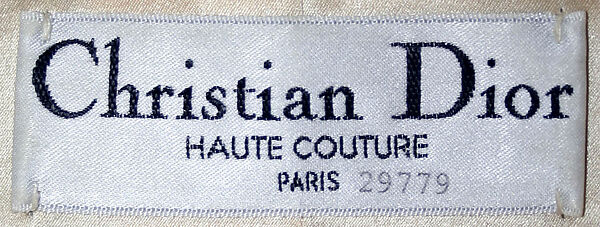 Christian Dior
HAUTE COUTURE
PARIS 29779